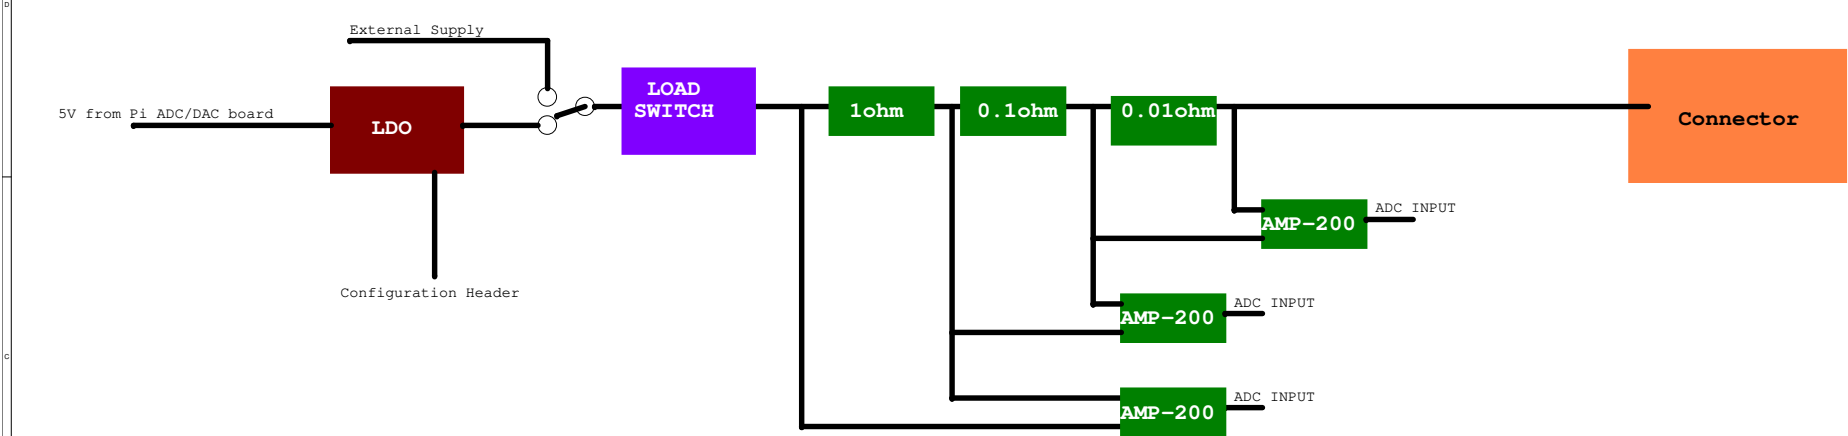 D
External Supply
5V from Pi ADC/DAC board
LDO
LOAD
SWITCH
1ohm
0.1ohm
0.01ohm
Connector
AMP-200
ADC INPUT
Configuration Header
AMP-200
ADC INPUT
C
AMP-200
ADC INPUT